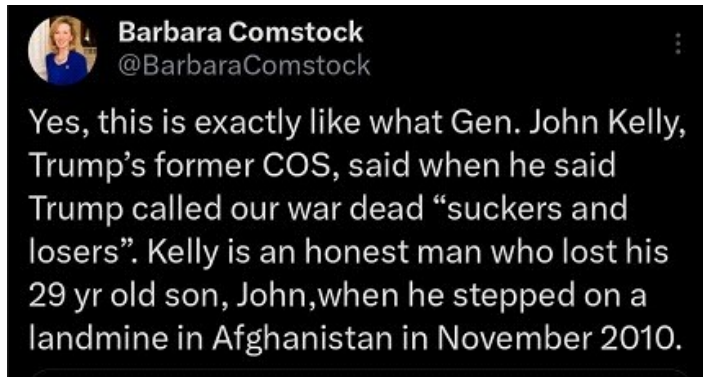 Barbara Comstock
@BarbaraComstock
Yes, this is exactly like what Gen. John Kelly,
Trump’s former COS, said when he said
Trump called our war dead “suckers and
losers”. Kelly is an honest man who lost his
29 yr old son, John,when he stepped on a
landmine in Afghanistan in November 2010.